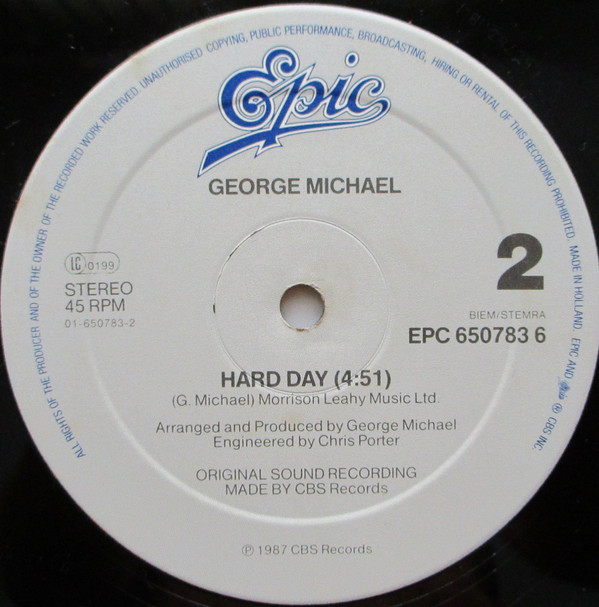 ALL RIGHTS OF THE PRODUCER AND OF THE OWNER OF THE RECORDED WORK RESERVED. UNAUTHORISED COPYING, PUBLIC PERFORMANCE, BROADCASTING, HIRING OR RENTAL OF THIS RECORDING PROHIBITED. MADE IN HOLLAND. EPIC AND ℗ CBS INC.
Epic
GEORGE MICHAEL
LC 0199
STEREO
45 RPM
01-650783-2
2
BIEM/STEMRA
EPC 650783 6
HARD DAY (4:51)
(G. Michael) Morrison Leahy Music Ltd.
Arranged and Produced by George Michael
Engineered by Chris Porter
ORIGINAL SOUND RECORDING
MADE BY CBS Records
℗ 1987 CBS Records